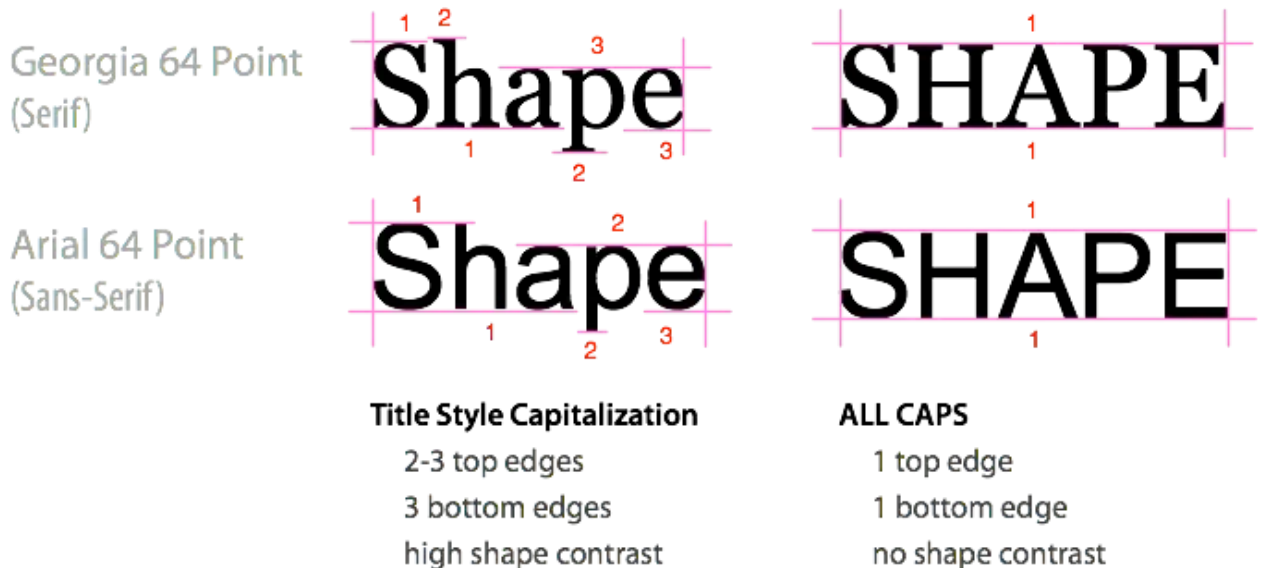 1 2 3 1
Georgia 64 Point Shape SHAPE
(Serif)
1 2 3 1
1 2 1
Arial 64 Point Shape SHAPE
(Sans-Serif)
1 2 3 1
Title Style Capitalization ALL CAPS
2-3 top edges 1 top edge
3 bottom edges 1 bottom edge
high shape contrast no shape contrast